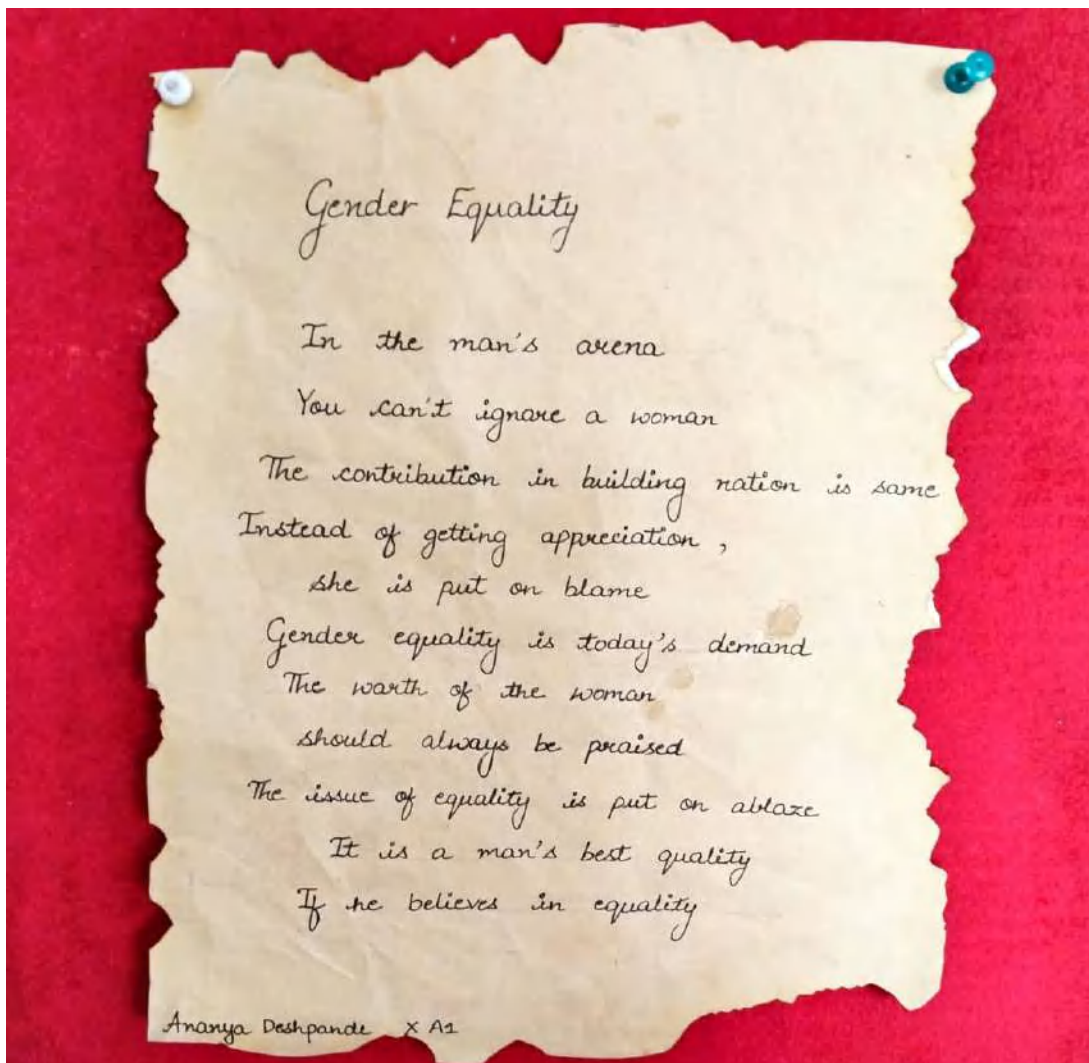 Gender Equality
In the man's arena
You can't ignore a woman
The contribution in building nation is same
Instead of getting appreciation ,
she is put on blame
Gender equality is today's demand
The worth of the woman
should always be praised
The issue of equality is put on ablaze
It is a man's best quality
If he believes in equality
Ananya Deshpande X A1